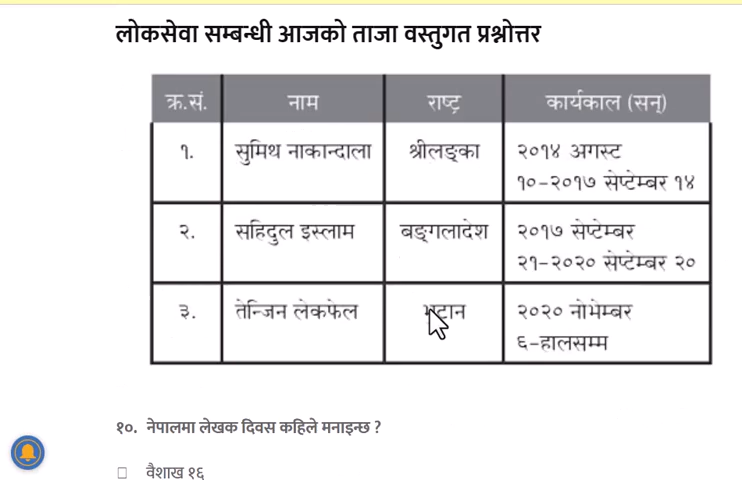 लोकसेवा सम्बन्धी आजको ताजा वस्तुगत प्रश्नोत्तर
क्र.सं. नाम राष्ट्र कार्यकाल (सन्)
१. सुमिथ नाकान्दाला श्रीलङ्का २०१४ अगस्ट
१०-२०१७ सेप्टेम्बर १४
२. सहिदुल इस्लाम बङ्गलादेश २०१७ सेप्टेम्बर
२१-२०२० सेप्टेम्बर २०
३. तेन्जिन लेकफेल २०२० नोभेम्बर
६-हालसम्म
१०. नेपालमा लेखक दिवस कहिले मनाइन्छ ?
वैशाख १६